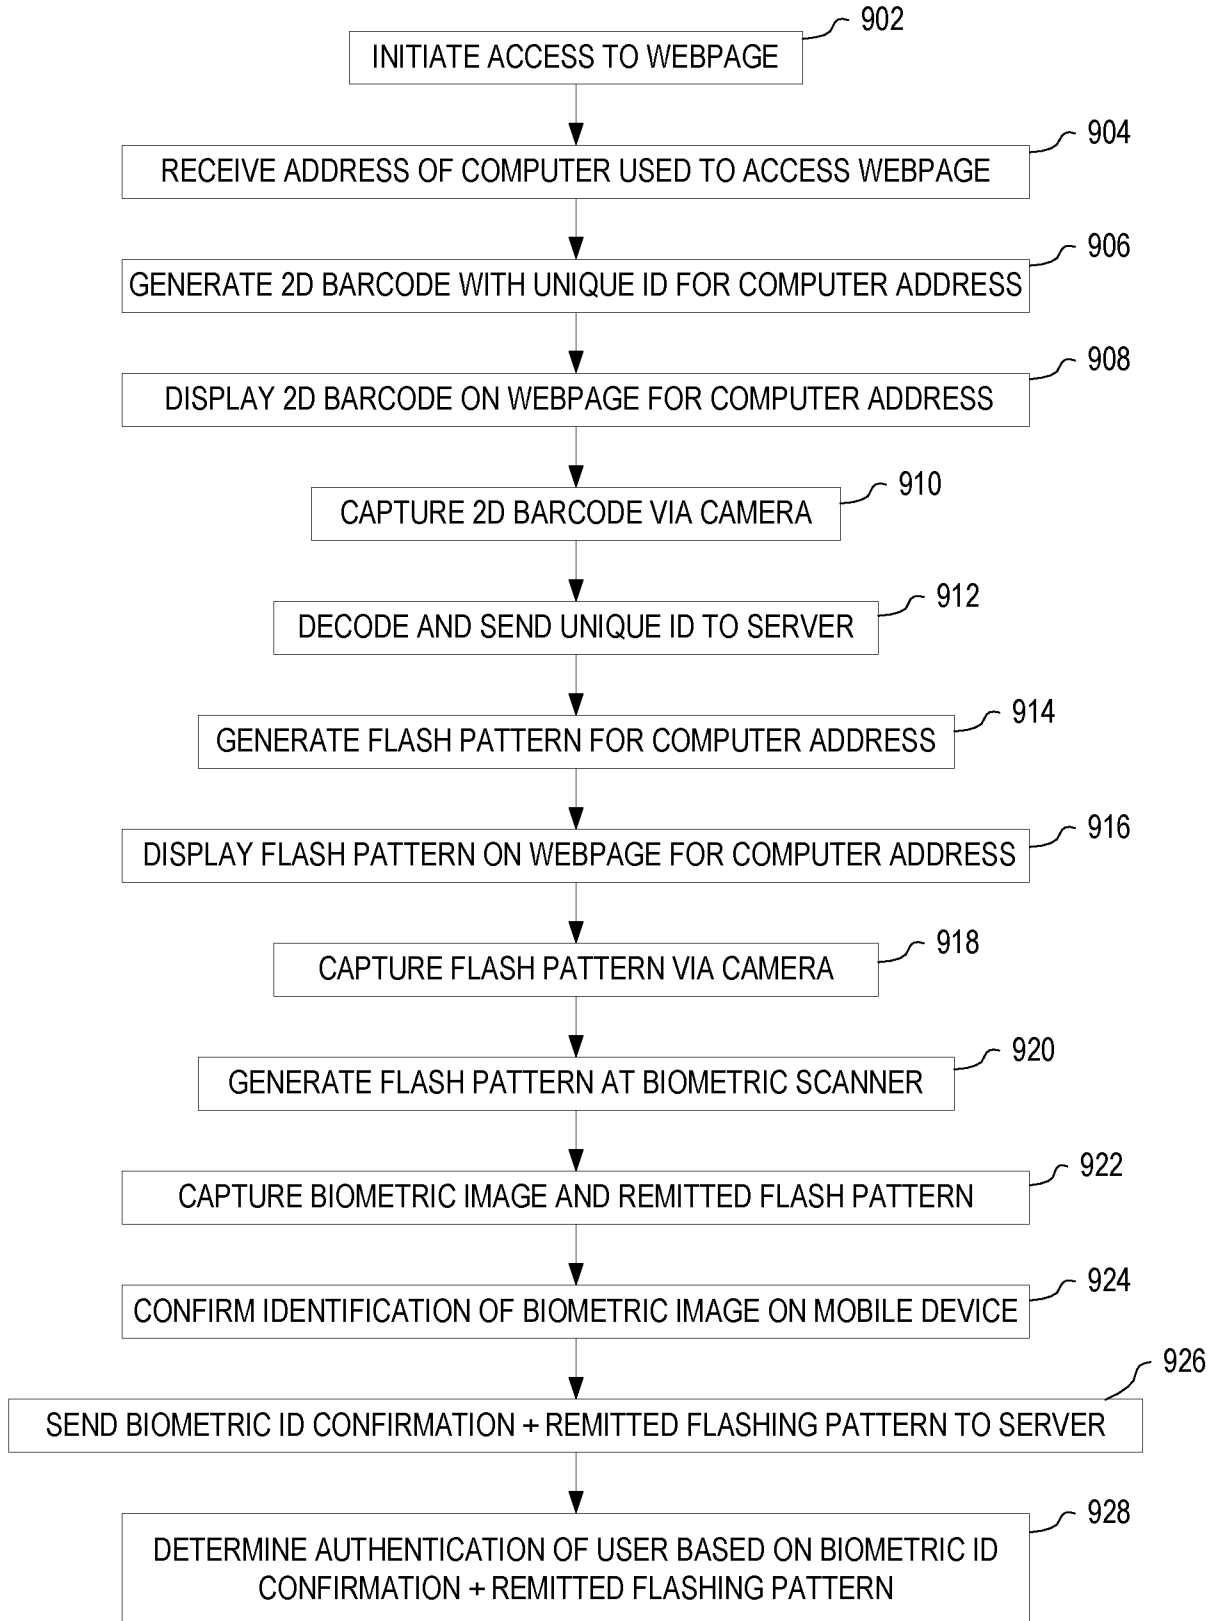 902
INITIATE ACCESS TO WEBPAGE
904
RECEIVE ADDRESS OF COMPUTER USED TO ACCESS WEBPAGE
906
GENERATE 2D BARCODE WITH UNIQUE ID FOR COMPUTER ADDRESS
908
DISPLAY 2D BARCODE ON WEBPAGE FOR COMPUTER ADDRESS
910
CAPTURE 2D BARCODE VIA CAMERA
912
DECODE AND SEND UNIQUE ID TO SERVER
914
GENERATE FLASH PATTERN FOR COMPUTER ADDRESS
916
DISPLAY FLASH PATTERN ON WEBPAGE FOR COMPUTER ADDRESS
918
CAPTURE FLASH PATTERN VIA CAMERA
920
GENERATE FLASH PATTERN AT BIOMETRIC SCANNER
922
CAPTURE BIOMETRIC IMAGE AND REMITTED FLASH PATTERN
924
CONFIRM IDENTIFICATION OF BIOMETRIC IMAGE ON MOBILE DEVICE
926
SEND BIOMETRIC ID CONFIRMATION + REMITTED FLASHING PATTERN TO SERVER
928
DETERMINE AUTHENTICATION OF USER BASED ON BIOMETRIC ID
CONFIRMATION + REMITTED FLASHING PATTERN